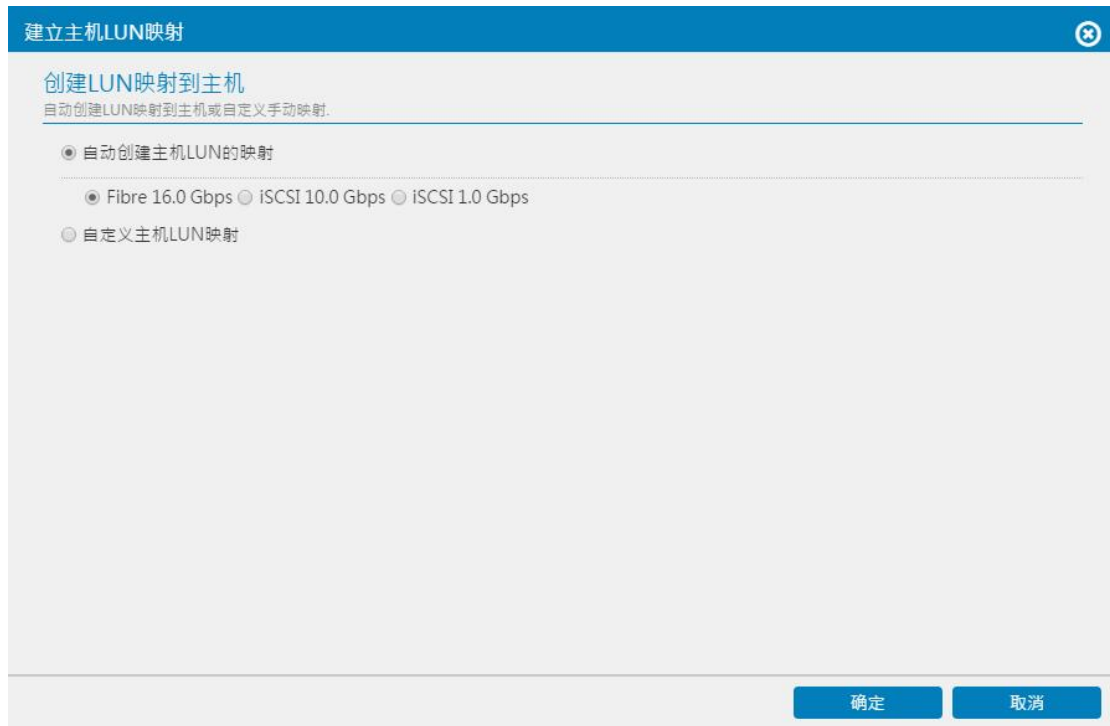 建立主机LUN映射
创建LUN映射到主机
自动创建LUN映射到主机或自定义手动映射.
自动创建主机LUN的映射
Fibre 16.0 Gbps iSCSI 10.0 Gbps iSCSI 1.0 Gbps
自定义主机LUN映射
确定 取消